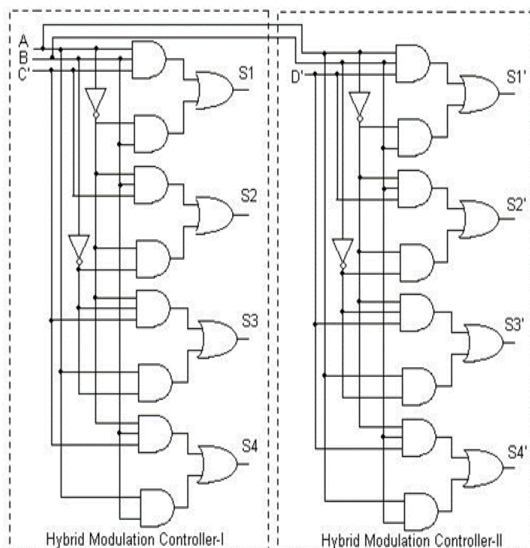 A
B
C'
S1
S2
S3
S4
Hybrid Modulation Controller-I
D'
S1'
S2'
S3'
S4'
Hybrid Modulation Controller-II